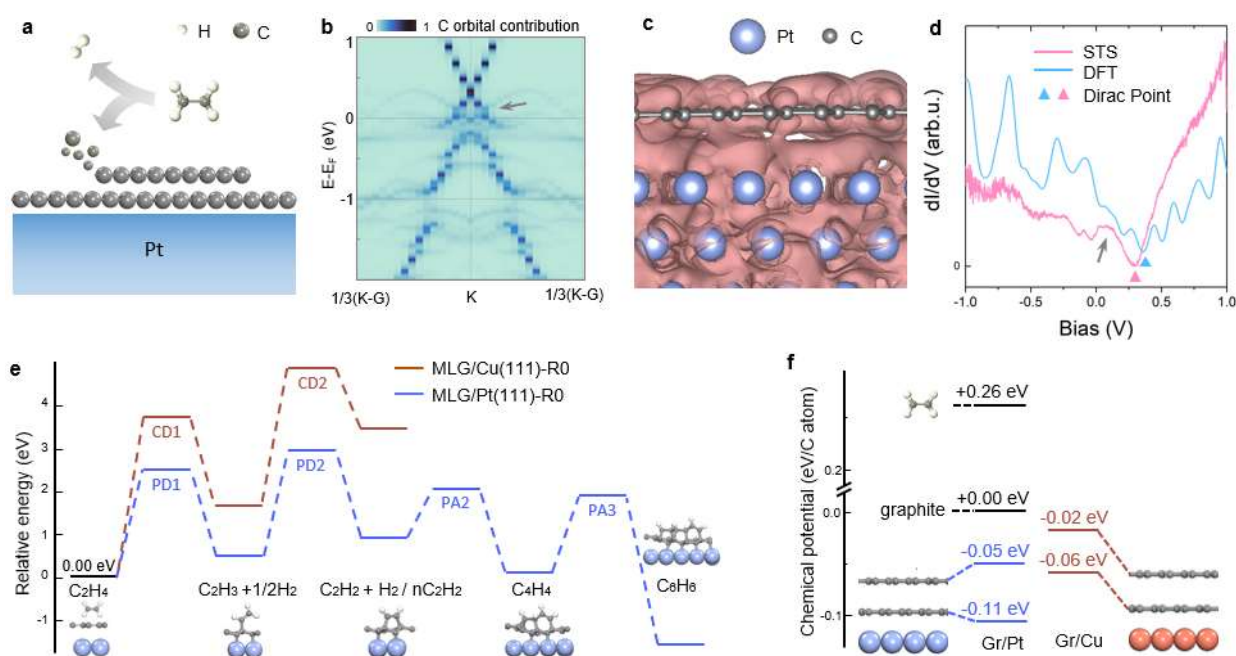 a
H
C
Pt
b
0
1
C orbital contribution
E-E_F (eV)
1
0
-1
1/3(K-G)
K
1/3(K-G)
c
Pt
C
d
STS
DFT
Dirac Point
dI/dV (arb.u.)
0
-1.0
-0.5
0.0
0.5
1.0
Bias (V)
e
MLG/Cu(111)-R0
MLG/Pt(111)-R0
Relative energy (eV)
4
3
2
1
0
-1
CD1
CD2
PD1
PD2
PA2
PA3
0.00 eV
C₂H₄
C₂H₃ +1/2H₂
C₂H₂ + H₂ / nC₂H₂
C₄H₄
C₆H₆
f
Chemical potential (eV/C atom)
0.2
0.0
-0.1
+0.26 eV
graphite
+0.00 eV
-0.02 eV
-0.05 eV
-0.06 eV
-0.11 eV
Gr/Pt
Gr/Cu